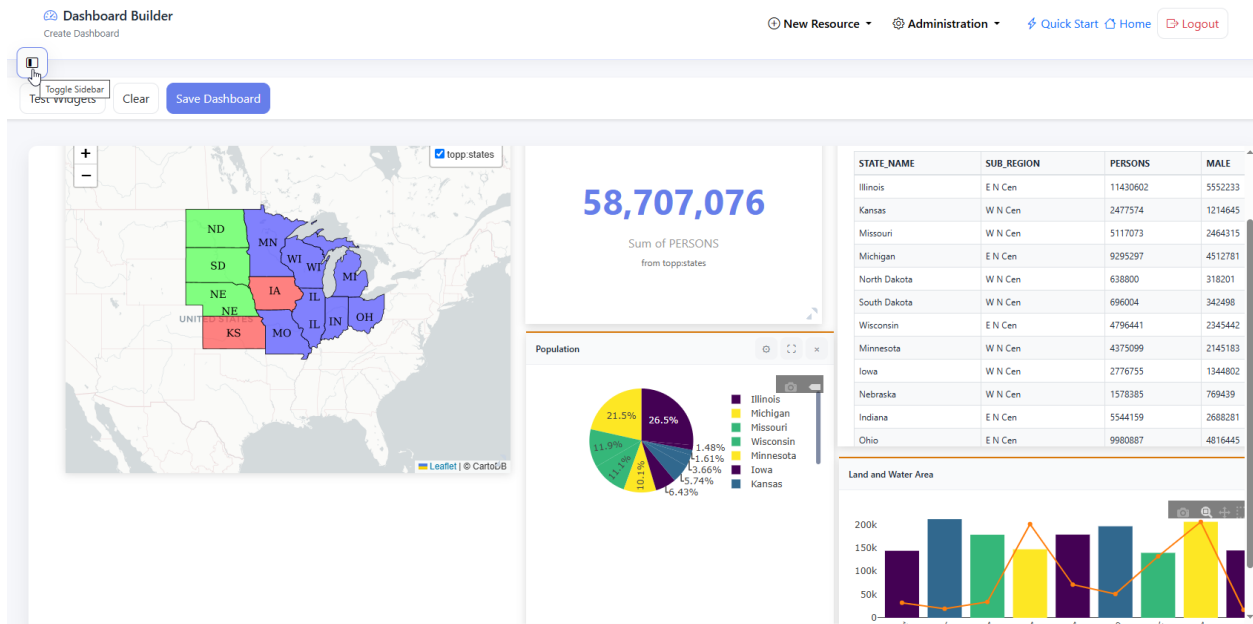 Dashboard Builder
Create Dashboard
New Resource
Administration
Quick Start
Home
Logout
Toggle Sidebar
Test Widgets
Clear
Save Dashboard
+
−
topp:states
ND
MN
SD
WI
WI
MI
NE
IA
IL
NE
UNITED STATES
KS
MO
IL
IN
OH
Leaflet | © CartoDB
58,707,076
Sum of PERSONS
from topp:states
Population
21.5%
26.5%
11.9%
11.1%
10.1%
1.48%
1.61%
3.66%
5.74%
6.43%
Illinois
Michigan
Missouri
Wisconsin
Minnesota
Iowa
Kansas
STATE_NAME SUB_REGION PERSONS MALE
Illinois E N Cen 11430602 5552233
Kansas W N Cen 2477574 1214645
Missouri W N Cen 5117073 2464315
Michigan E N Cen 9295297 4512781
North Dakota W N Cen 638800 318201
South Dakota W N Cen 696004 342498
Wisconsin E N Cen 4796441 2345442
Minnesota W N Cen 4375099 2145183
Iowa W N Cen 2776755 1344802
Nebraska W N Cen 1578385 769439
Indiana E N Cen 5544159 2688281
Ohio E N Cen 9980887 4816445
Land and Water Area
200k
150k
100k
50k
0